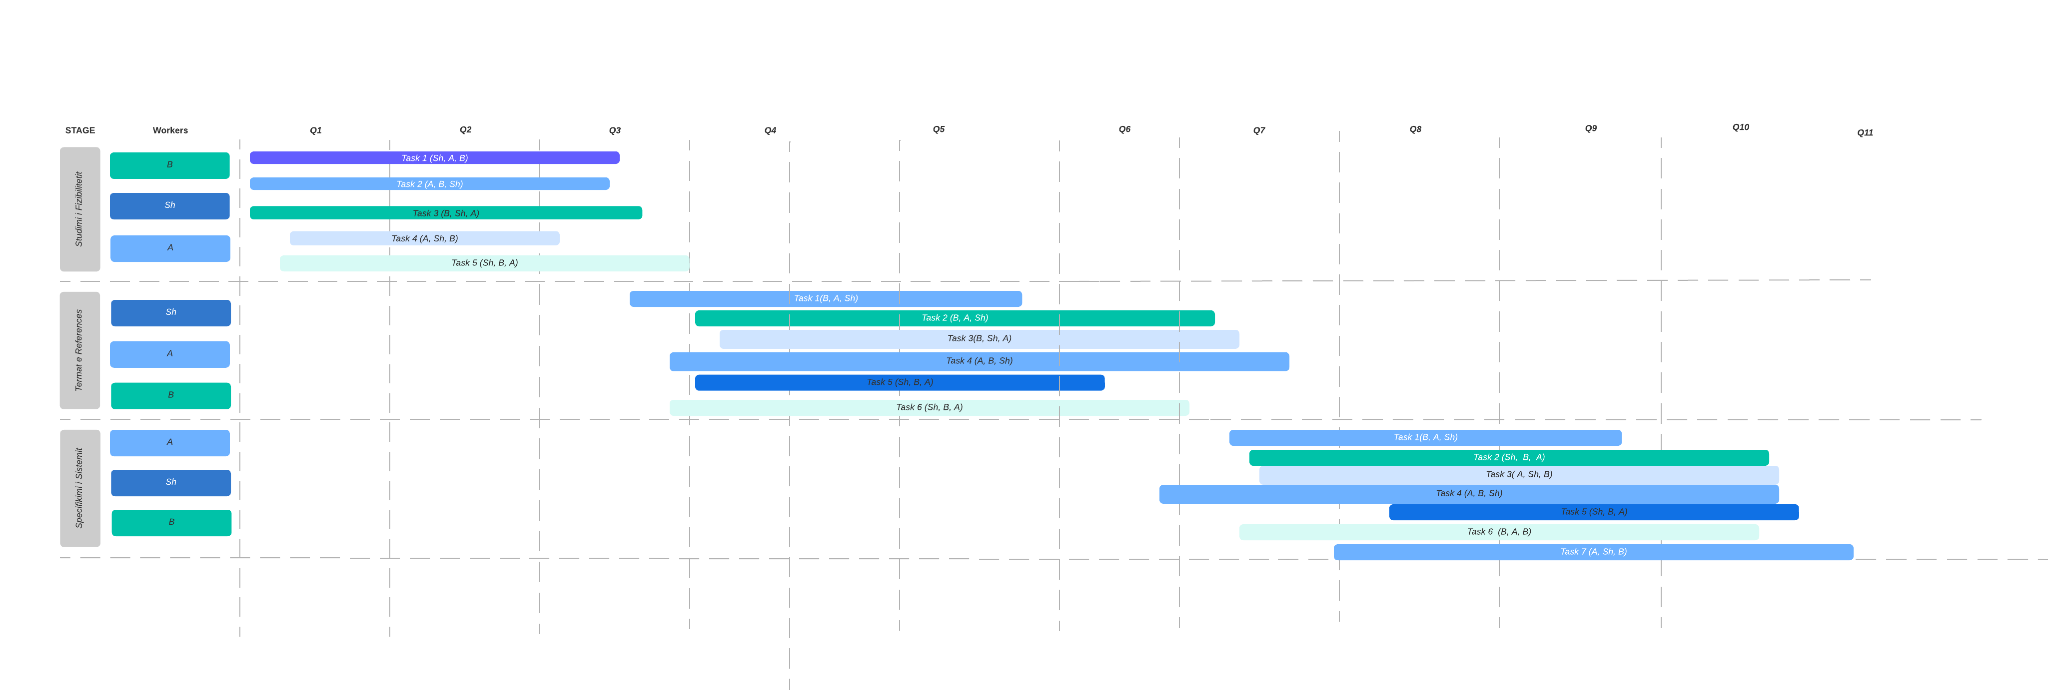 STAGE Workers Q1 Q2 Q3 Q4 Q5 Q6 Q7 Q8 Q9 Q10 Q11
Studimi i Fizibilitetit
B
Sh
A
Task 1 (Sh, A, B)
Task 2 (A, B, Sh)
Task 3 (B, Sh, A)
Task 4 (A, Sh, B)
Task 5 (Sh, B, A)
Termat e References
Sh
A
B
Task 1(B, A, Sh)
Task 2 (B, A, Sh)
Task 3(B, Sh, A)
Task 4 (A, B, Sh)
Task 5 (Sh, B, A)
Task 6 (Sh, B, A)
Specifikimi i Sistemit
A
Sh
B
Task 1(B, A, Sh)
Task 2 (Sh, B, A)
Task 3( A, Sh, B)
Task 4 (A, B, Sh)
Task 5 (Sh, B, A)
Task 6 (B, A, B)
Task 7 (A, Sh, B)